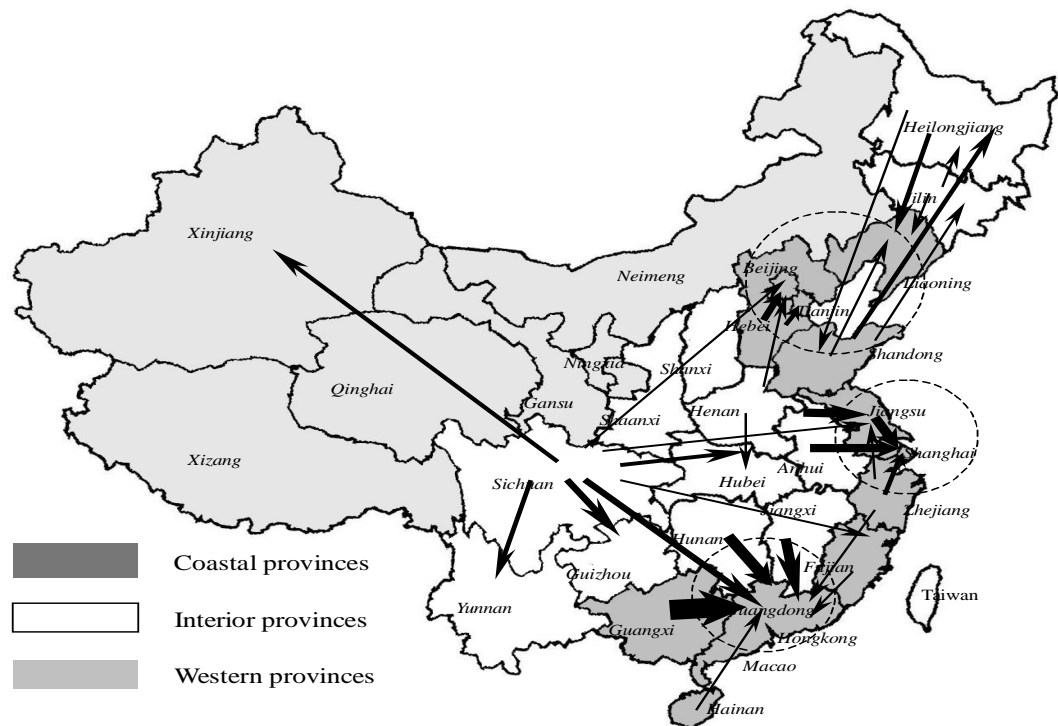 Heilongjiang
Jilin
Xinjiang
Neimeng
Beijing
Liaoning
Tianjin
Hebei
Shandong
Ningxia
Shanxi
Qinghai
Gansu
Shuanxi
Henan
Jiangsu
Xizang
Shanghai
Anhui
Sichuan
Hubei
Jiangxi
Zhejiang
Hunan
Coastal provinces
Fujian
Guizhou
Taiwan
Yunnan
Guangdong
Interior provinces
Guangxi
Hongkong
Macao
Western provinces
Hainan